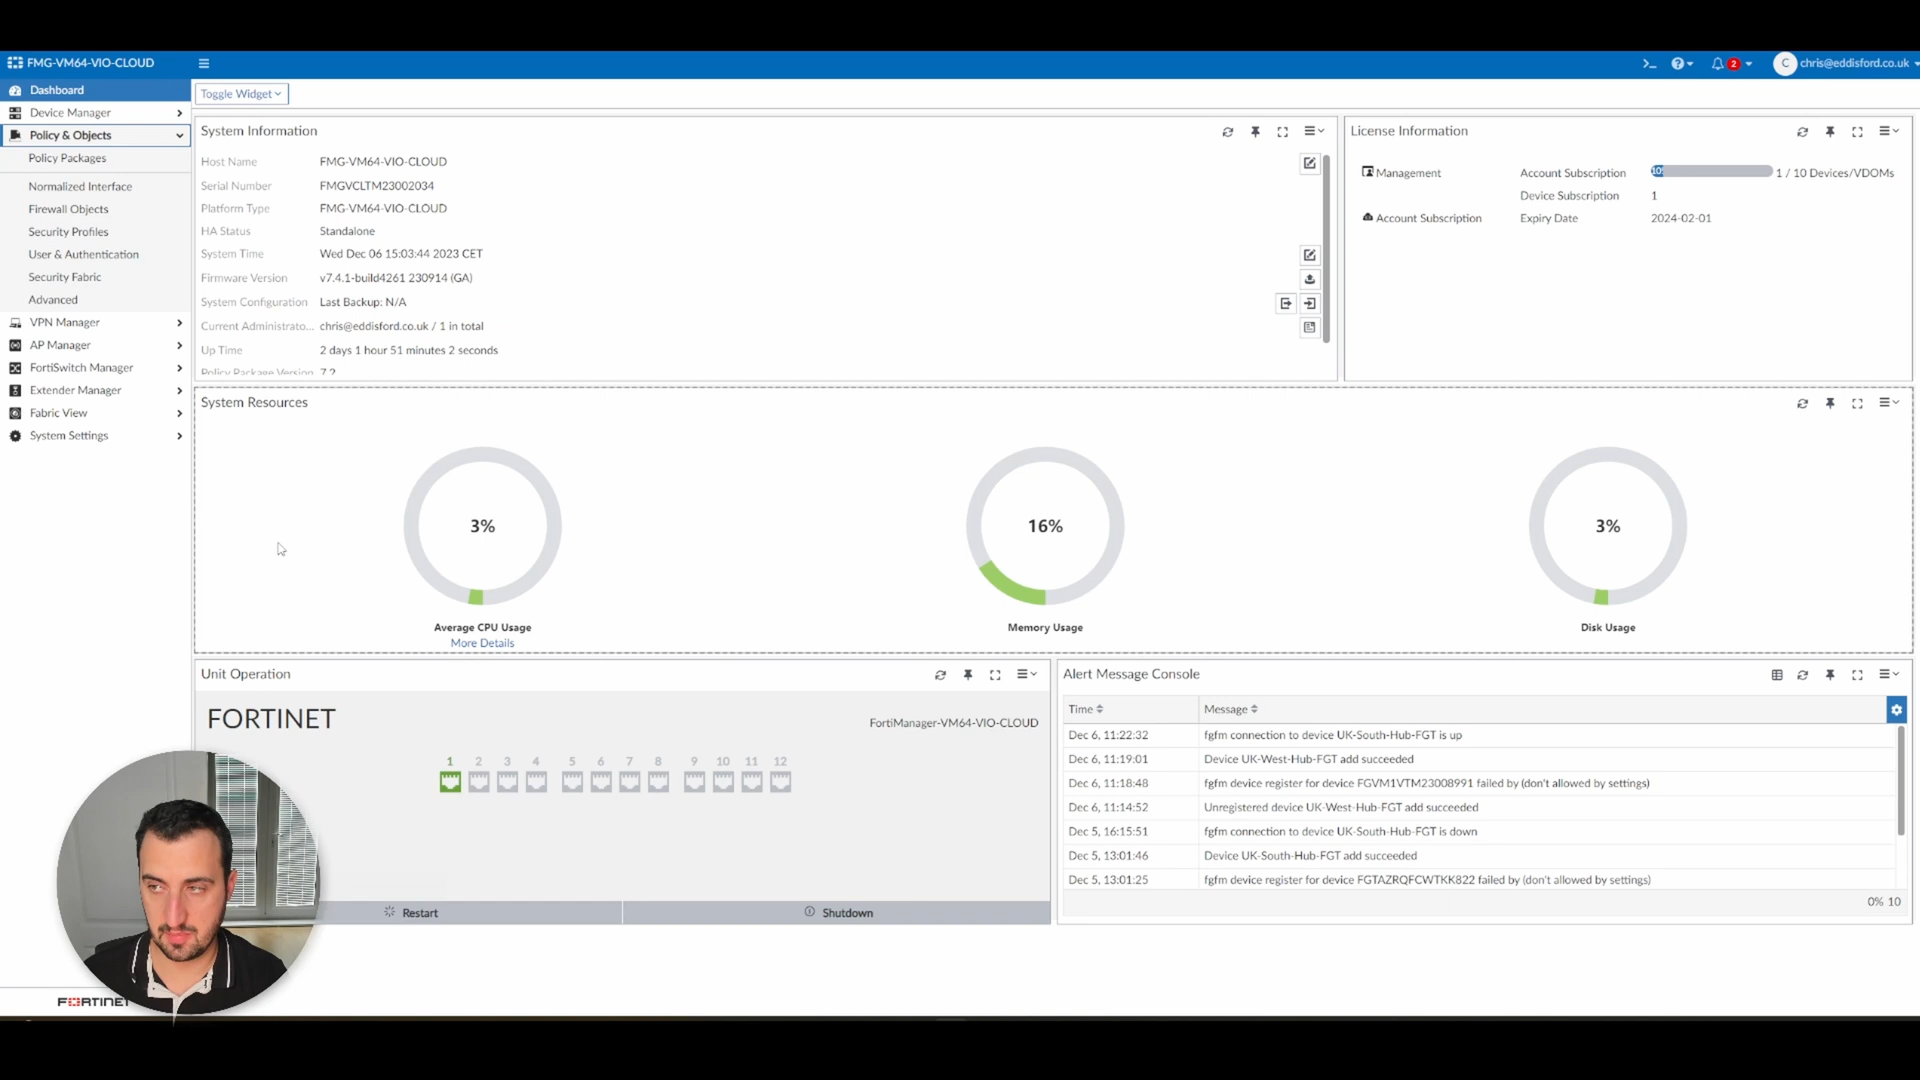 FMG-VM64-VIO-CLOUD
2
C
chris@eddisford.co.uk
Dashboard
Device Manager
Policy & Objects
Policy Packages
Normalized Interface
Firewall Objects
Security Profiles
User & Authentication
Security Fabric
Advanced
VPN Manager
AP Manager
FortiSwitch Manager
Extender Manager
Fabric View
System Settings
Toggle Widget
System Information
Host Name FMG-VM64-VIO-CLOUD
Serial Number FMGVCLTM23002034
Platform Type FMG-VM64-VIO-CLOUD
HA Status Standalone
System Time Wed Dec 06 15:03:44 2023 CET
Firmware Version v7.4.1-build4261 230914 (GA)
System Configuration Last Backup: N/A
Current Administrato... chris@eddisford.co.uk / 1 in total
Up Time 2 days 1 hour 51 minutes 2 seconds
Policy Package Version 7.2
License Information
Management Account Subscription 1 / 10 Devices/VDOMs
Device Subscription 1
Account Subscription Expiry Date 2024-02-01
System Resources
3%
Average CPU Usage
More Details
16%
Memory Usage
3%
Disk Usage
Unit Operation
FORTINET
FortiManager-VM64-VIO-CLOUD
1 2 3 4 5 6 7 8 9 10 11 12
Restart
Shutdown
Alert Message Console
Time Message
Dec 6, 11:22:32 fgfm connection to device UK-South-Hub-FGT is up
Dec 6, 11:19:01 Device UK-West-Hub-FGT add succeeded
Dec 6, 11:18:48 fgfm device register for device FGVM1VTM23008991 failed by (don't allowed by settings)
Dec 6, 11:14:52 Unregistered device UK-West-Hub-FGT add succeeded
Dec 5, 16:15:51 fgfm connection to device UK-South-Hub-FGT is down
Dec 5, 13:01:46 Device UK-South-Hub-FGT add succeeded
Dec 5, 13:01:25 fgfm device register for device FGTAZRQFCWTKK822 failed by (don't allowed by settings)
0% 10
FORTINET